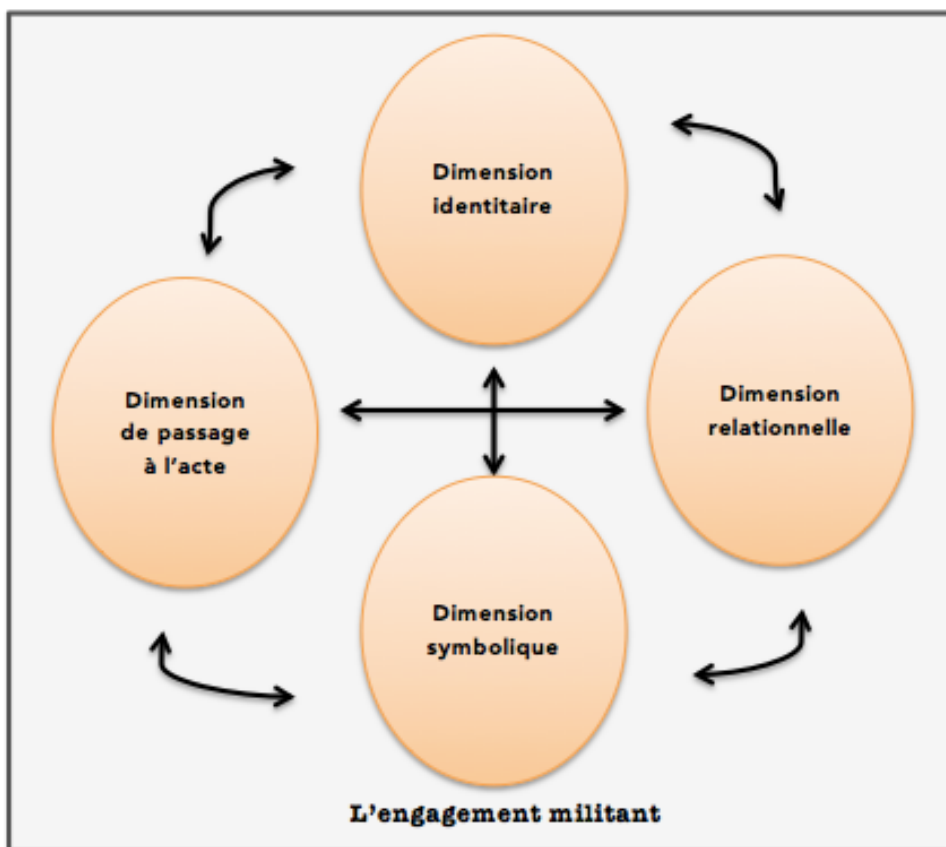 Dimension
identitaire
Dimension
de passage
à l'acte
Dimension
relationnelle
Dimension
symbolique
L'engagement militant